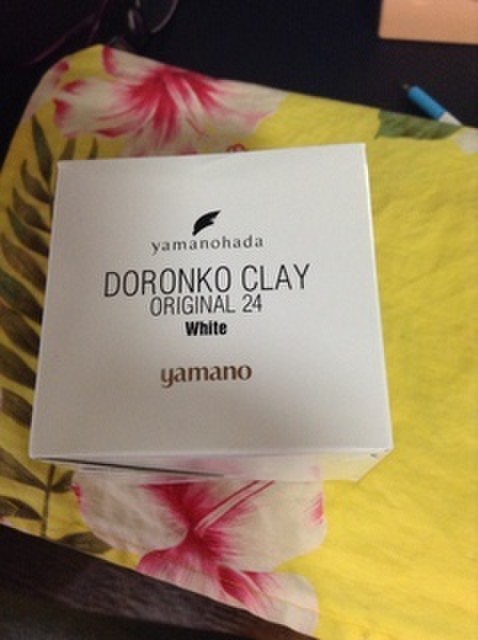 yamanohada
DORONKO CLAY
ORIGINAL 24
White
yamano